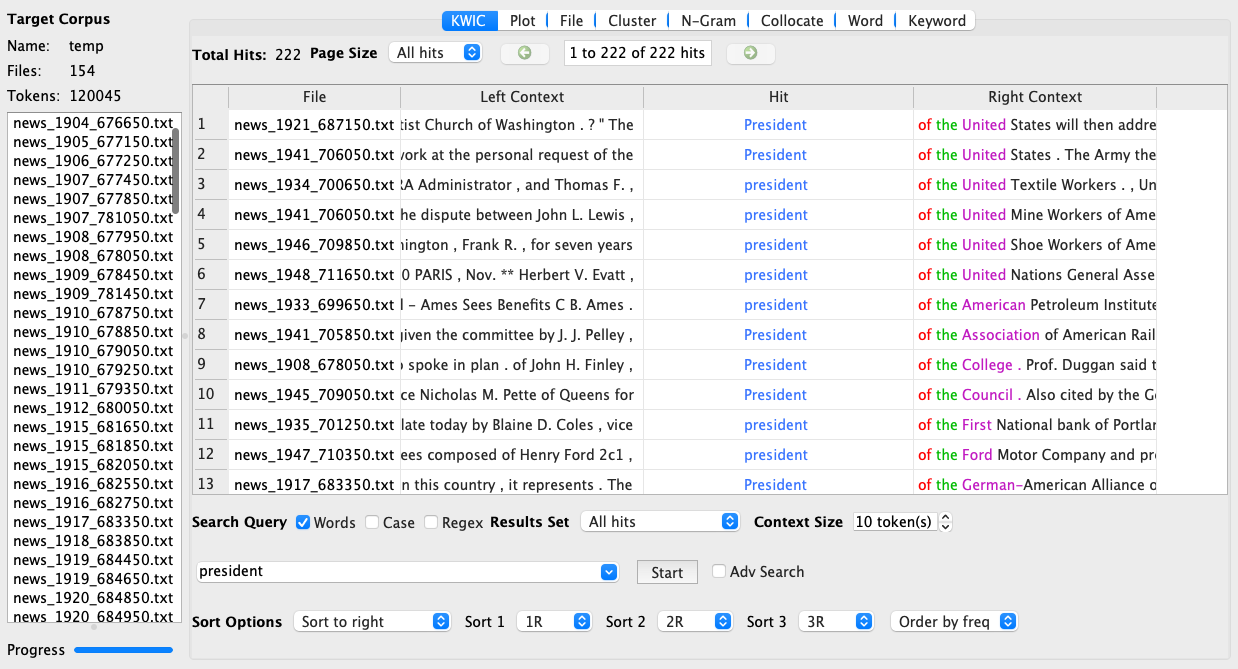 Target Corpus
Name: temp
Files: 154
Tokens: 120045
news_1904_676650.txt
news_1905_677150.txt
news_1906_677250.txt
news_1907_677450.txt
news_1907_677850.txt
news_1907_781050.txt
news_1908_677950.txt
news_1908_678050.txt
news_1909_678450.txt
news_1909_781450.txt
news_1910_678750.txt
news_1910_678850.txt
news_1910_679050.txt
news_1910_679250.txt
news_1911_679350.txt
news_1912_680050.txt
news_1915_681650.txt
news_1915_681850.txt
news_1915_682050.txt
news_1916_682550.txt
news_1916_682750.txt
news_1917_683350.txt
news_1918_683850.txt
news_1919_684450.txt
news_1919_684650.txt
news_1920_684850.txt
news_1920_684950.txt
Progress
KWIC Plot File Cluster N-Gram Collocate Word Keyword
Total Hits: 222 Page Size All hits 1 to 222 of 222 hits
File Left Context Hit Right Context
1 news_1921_687150.txt tist Church of Washington . ? " The President of the United States will then addre
2 news_1941_706050.txt work at the personal request of the President of the United States . The Army the
3 news_1934_700650.txt RA Administrator , and Thomas F. , president of the United Textile Workers . , Un
4 news_1941_706050.txt he dispute between John L. Lewis , president of the United Mine Workers of Ame
5 news_1946_709850.txt hington , Frank R. , for seven years president of the United Shoe Workers of Ame
6 news_1948_711650.txt 0 PARIS , Nov. ** Herbert V. Evatt , president of the United Nations General Asse
7 news_1933_699650.txt – Ames Sees Benefits C B. Ames . President of the American Petroleum Institute
8 news_1941_705850.txt given the committee by J. J. Pelley , President of the Association of American Rail
9 news_1908_678050.txt spoke in plan . of John H. Finley , President of the College . Prof. Duggan said t
10 news_1945_709050.txt ce Nicholas M. Pette of Queens for President of the Council . Also cited by the G
11 news_1935_701250.txt late today by Blaine D. Coles , vice president of the First National bank of Portlan
12 news_1947_710350.txt ees composed of Henry Ford 2c1 , president of the Ford Motor Company and pr
13 news_1917_683350.txt n this country , it represents . The President of the German-American Alliance o
Search Query Words Case Regex Results Set All hits Context Size 10 token(s)
president Start Adv Search
Sort Options Sort to right Sort 1 1R Sort 2 2R Sort 3 3R Order by freq